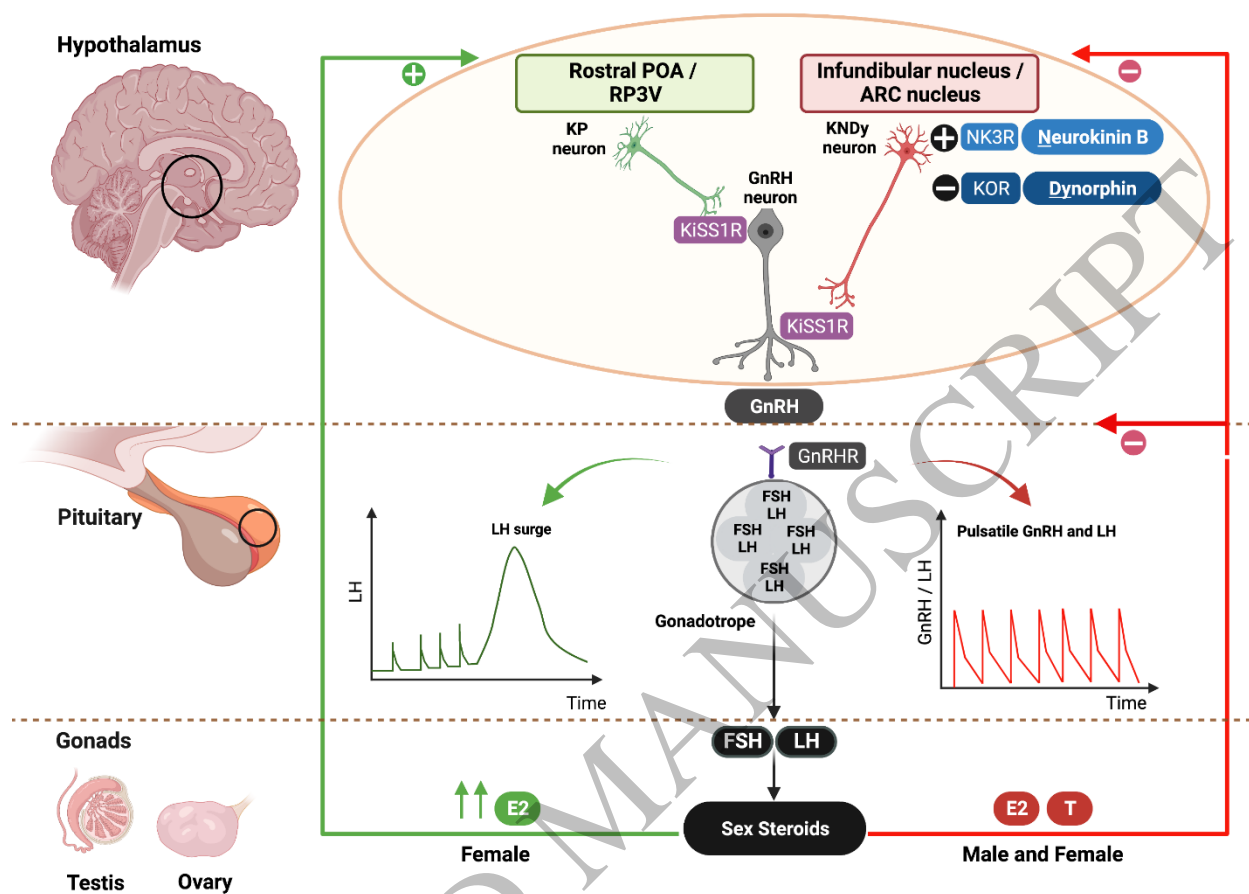 Hypothalamus
+
−
Rostral POA /
RP3V
Infundibular nucleus /
ARC nucleus
KP
neuron
KNDy
neuron
+ NK3R Neurokinin B
− KOR Dynorphin
GnRH
neuron
KiSS1R
KiSS1R
GnRH
−
GnRHR
Pituitary
LH surge
LH
Time
FSH
LH
FSH
LH
FSH
LH
FSH
LH
Gonadotrope
Pulsatile GnRH and LH
GnRH / LH
Time
MANUSCRIPT
Gonads
FSH LH
E2
Sex Steroids
E2 T
Female
Male and Female
Testis
Ovary